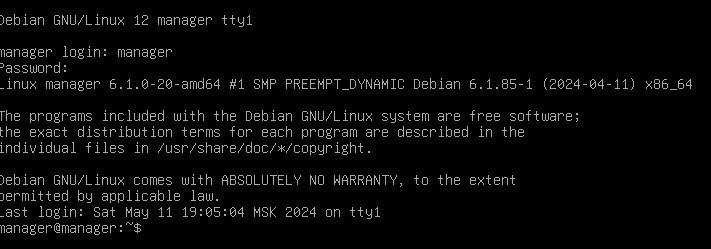 Debian GNU/Linux 12 manager tty1
manager login: manager
Password:
Linux manager 6.1.0-20-amd64 #1 SMP PREEMPT_DYNAMIC Debian 6.1.85-1 (2024-04-11) x86_64
The programs included with the Debian GNU/Linux system are free software;
the exact distribution terms for each program are described in the
individual files in /usr/share/doc/*/copyright.
Debian GNU/Linux comes with ABSOLUTELY NO WARRANTY, to the extent
permitted by applicable law.
Last login: Sat May 11 19:05:04 MSK 2024 on tty1
manager@manager:~$